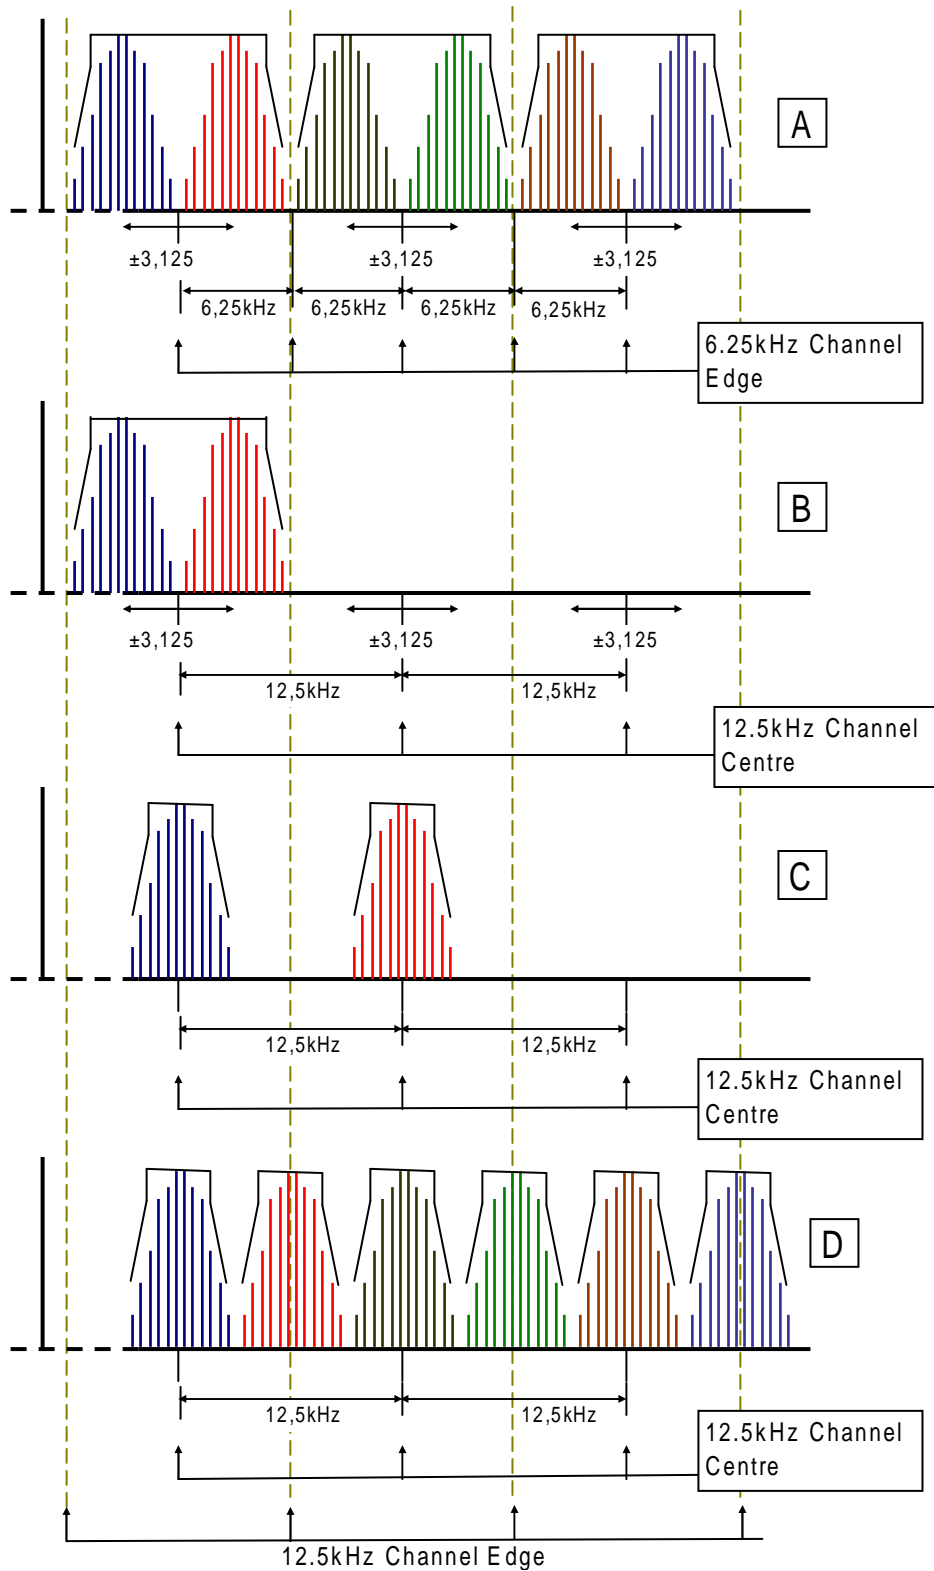 A
±3,125 ±3,125 ±3,125
6,25kHz 6,25kHz 6,25kHz 6,25kHz
6.25kHz Channel
Edge
B
±3,125 ±3,125 ±3,125
12,5kHz 12,5kHz
12.5kHz Channel
Centre
C
12,5kHz 12,5kHz
12.5kHz Channel
Centre
D
12,5kHz 12,5kHz
12.5kHz Channel
Centre
12.5kHz Channel Edge